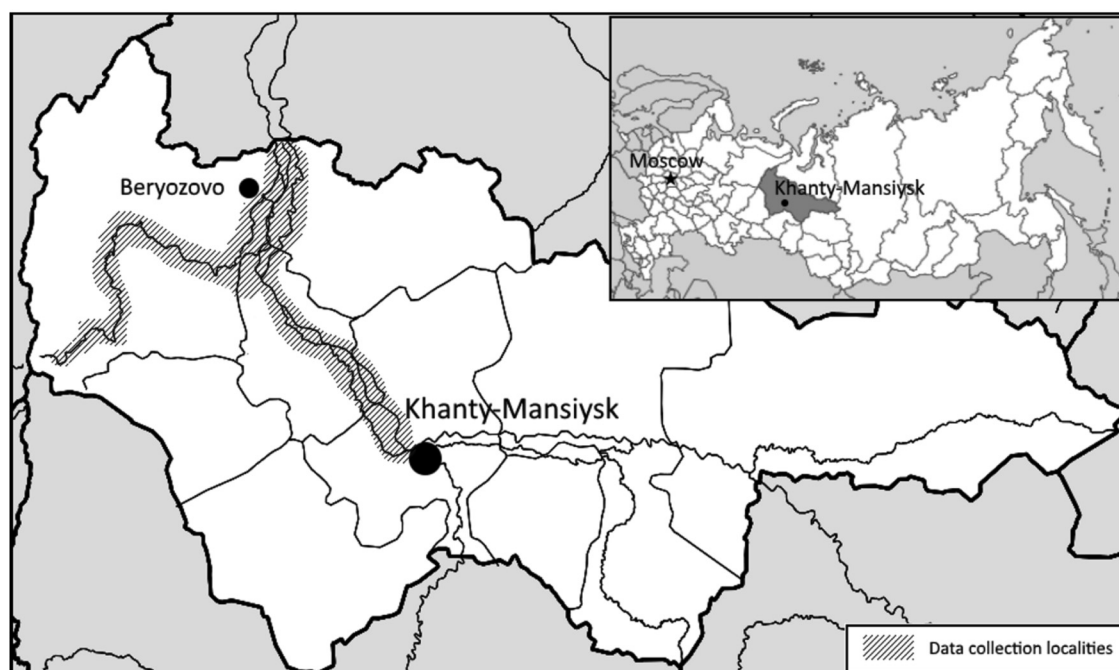 Moscow
Khanty-Mansiysk
Beryozovo
Khanty-Mansiysk
Data collection localities